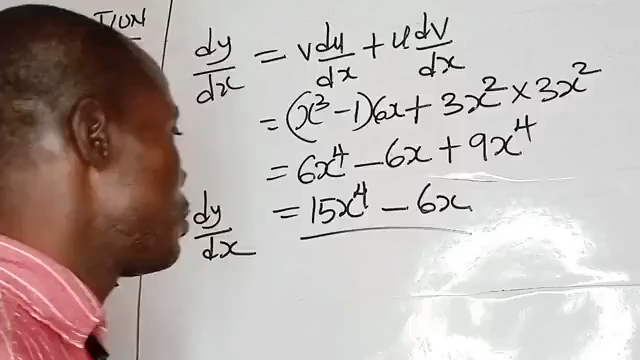 TION
dy/dx = v du/dx + u dv/dx
= (x³ - 1)6x + 3x² × 3x²
= 6x⁴ - 6x + 9x⁴
dy/dx = 15x⁴ - 6x